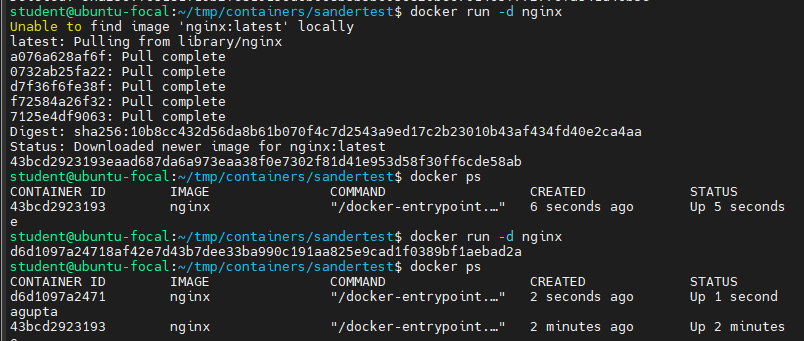 student@ubuntu-focal:~/tmp/containers/sandertest$ docker run -d nginx
Unable to find image 'nginx:latest' locally
latest: Pulling from library/nginx
a076a628af6f: Pull complete
0732ab25fa22: Pull complete
d7f36f6fe38f: Pull complete
f72584a26f32: Pull complete
7125e4df9063: Pull complete
Digest: sha256:10b8cc432d56da8b61b070f4c7d2543a9ed17c2b23010b43af434fd40e2ca4aa
Status: Downloaded newer image for nginx:latest
43bcd2923193eaad687da6a973eaa38f0e7302f81d41e953d58f30ff6cde58ab
student@ubuntu-focal:~/tmp/containers/sandertest$ docker ps
CONTAINER ID IMAGE COMMAND CREATED STATUS
43bcd2923193 nginx "/docker-entrypoint.…" 6 seconds ago Up 5 seconds
e
student@ubuntu-focal:~/tmp/containers/sandertest$ docker run -d nginx
d6d1097a24718af42e7d43b7dee33ba990c191aa825e9cad1f0389bf1aebad2a
student@ubuntu-focal:~/tmp/containers/sandertest$ docker ps
CONTAINER ID IMAGE COMMAND CREATED STATUS
d6d1097a2471 nginx "/docker-entrypoint.…" 2 seconds ago Up 1 second
agupta
43bcd2923193 nginx "/docker-entrypoint.…" 2 minutes ago Up 2 minutes